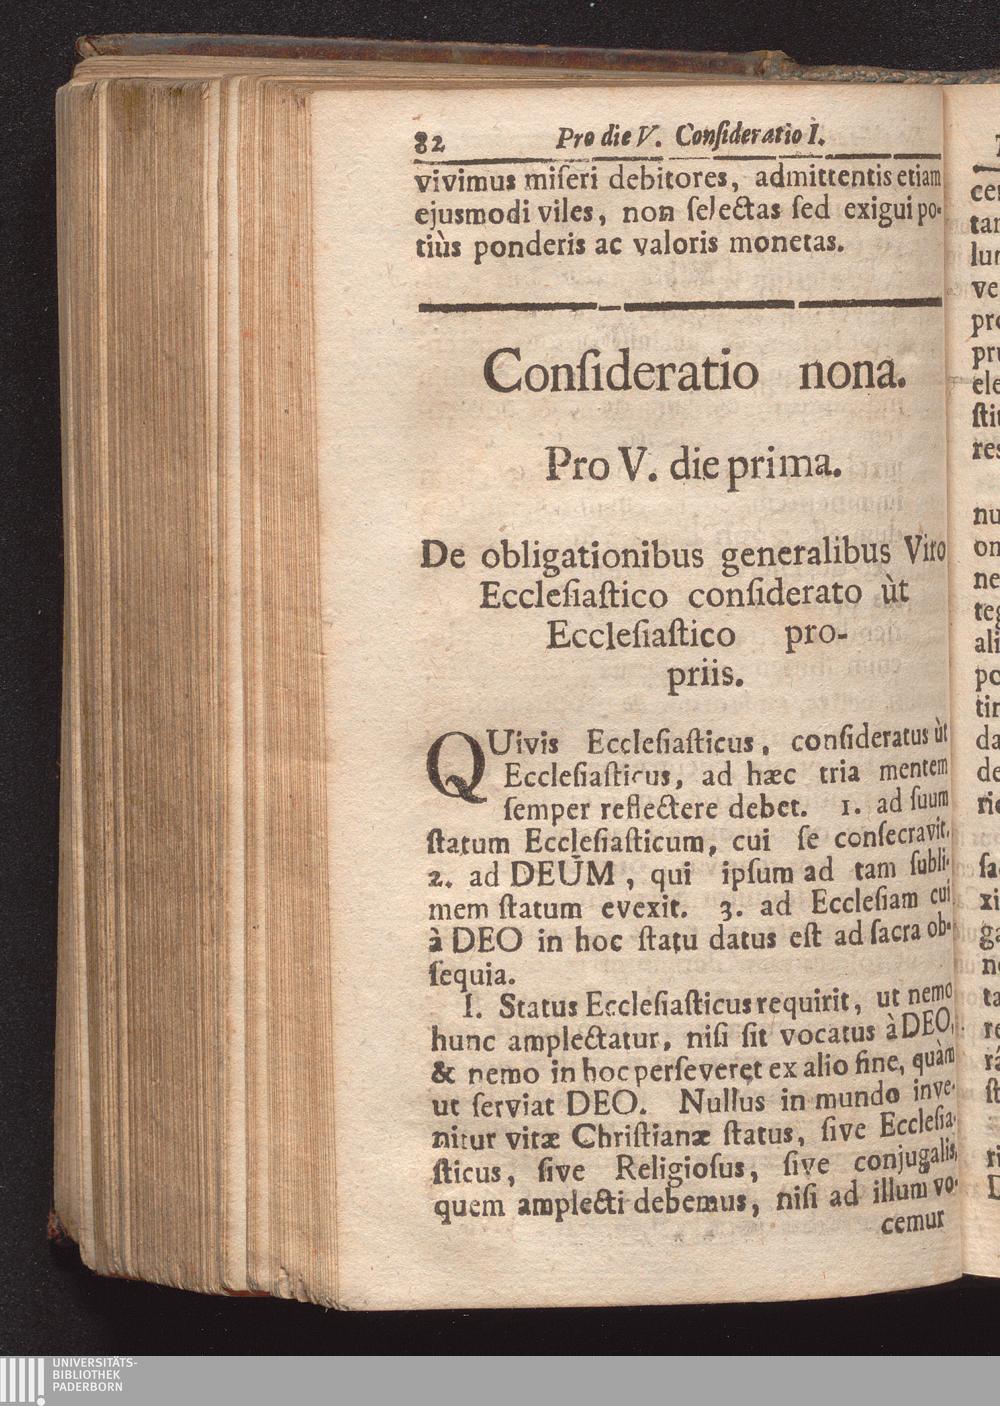 82 Pro die V. Conſideratio I.
vivimus miſeri debitores, admittentis etiam
ejusmodi viles, non ſelectas ſed exigui po-
tiùs ponderis ac valoris monetas.
Conſideratio nona.
Pro V. die prima.
De obligationibus generalibus Viro
Eccleſiaſtico conſiderato ùt
Eccleſiaſtico pro-
priis.
QUivis Eccleſiaſticus, conſideratus ùt
Eccleſiaſticus, ad hæc tria mentem
ſemper reflectere debet. 1. ad ſuum
ſtatum Eccleſiaſticum, cui ſe conſecravit.
2. ad DEUM, qui ipſum ad tam ſubli-
mem ſtatum evexit. 3. ad Eccleſiam cui
à DEO in hoc ſtatu datus eſt ad ſacra ob-
ſequia.
I. Status Eccleſiaſticus requirit, ut nemo
hunc amplectatur, niſi ſit vocatus à DEO,
& nemo in hoc perſeveret ex alio fine, quàm
ut ſerviat DEO. Nullus in mundo inve-
nitur vitæ Chriſtianæ ſtatus, ſive Eccleſia-
ſticus, ſive Religioſus, ſive conjugalis,
quem amplecti debemus, niſi ad illum vo-
cemur
UNIVERSITÄTS-
BIBLIOTHEK
PADERBORN